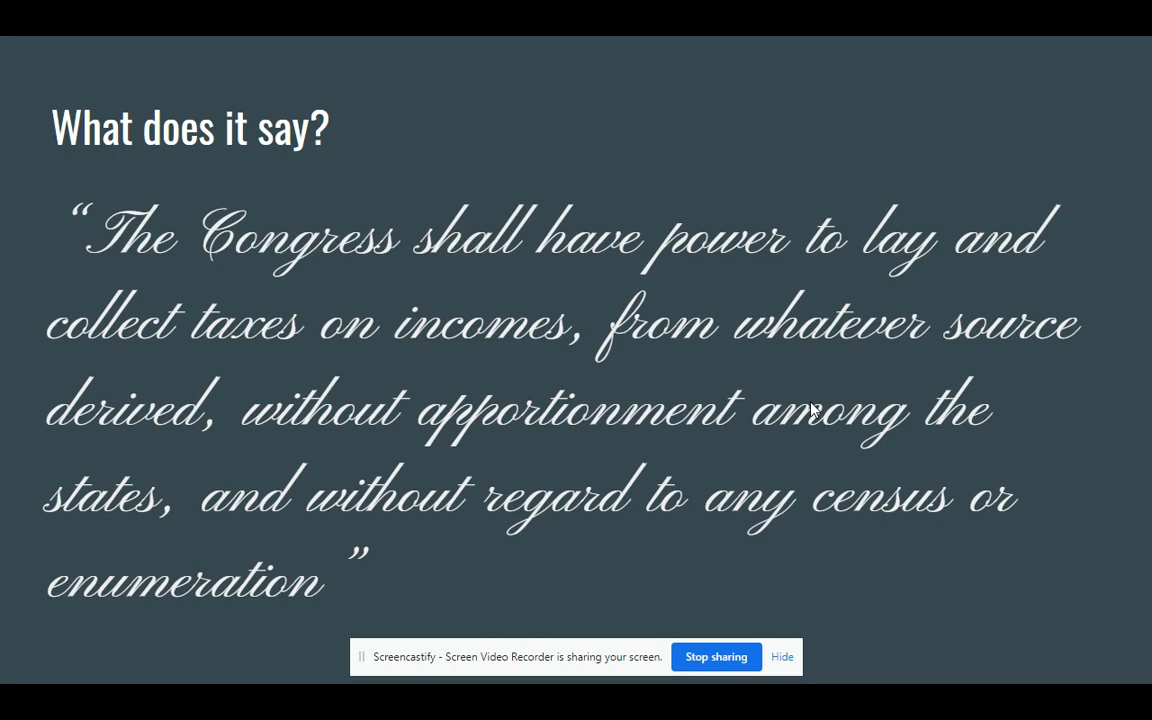 What does it say?
“The Congress shall have power to lay and
collect taxes on incomes, from whatever source
derived, without apportionment among the
states, and without regard to any census or
enumeration”
Screencastify - Screen Video Recorder is sharing your screen. Stop sharing Hide